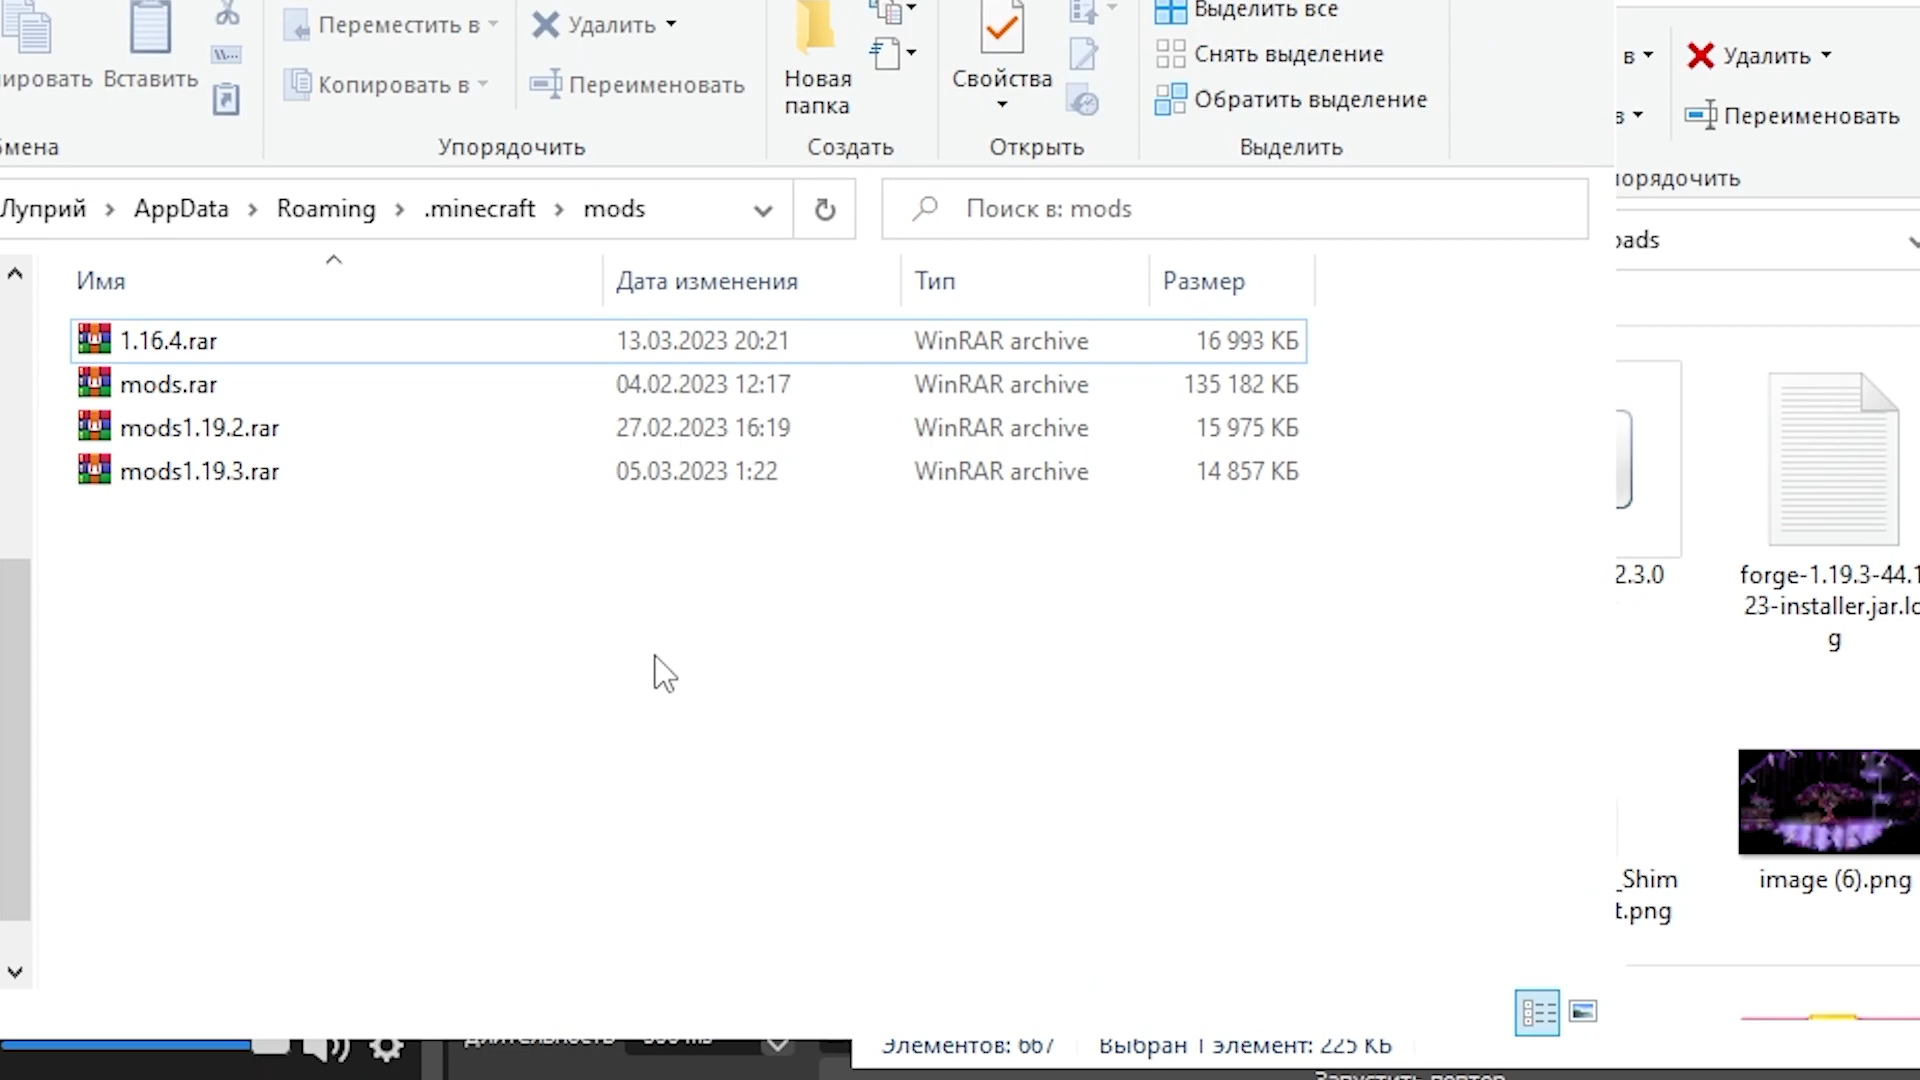 Переместить в
Удалить
Выделить все
Вставить
Копировать в
Переименовать
Новая
папка
Свойства
Снять выделение
Обратить выделение
Упорядочить
Создать
Открыть
Выделить
в
Удалить
Переименовать
Луприй > AppData > Roaming > .minecraft > mods
Поиск в: mods
Имя
Дата изменения
Тип
Размер
1.16.4.rar 13.03.2023 20:21 WinRAR archive 16 993 КБ
mods.rar 04.02.2023 12:17 WinRAR archive 135 182 КБ
mods1.19.2.rar 27.02.2023 16:19 WinRAR archive 15 975 КБ
mods1.19.3.rar 05.03.2023 1:22 WinRAR archive 14 857 КБ
2.3.0
forge-1.19.3-44.1
23-installer.jar.lo
g
_Shim
t.png
image (6).png
Элементов: 667
Выбран 1 элемент: 225 КБ